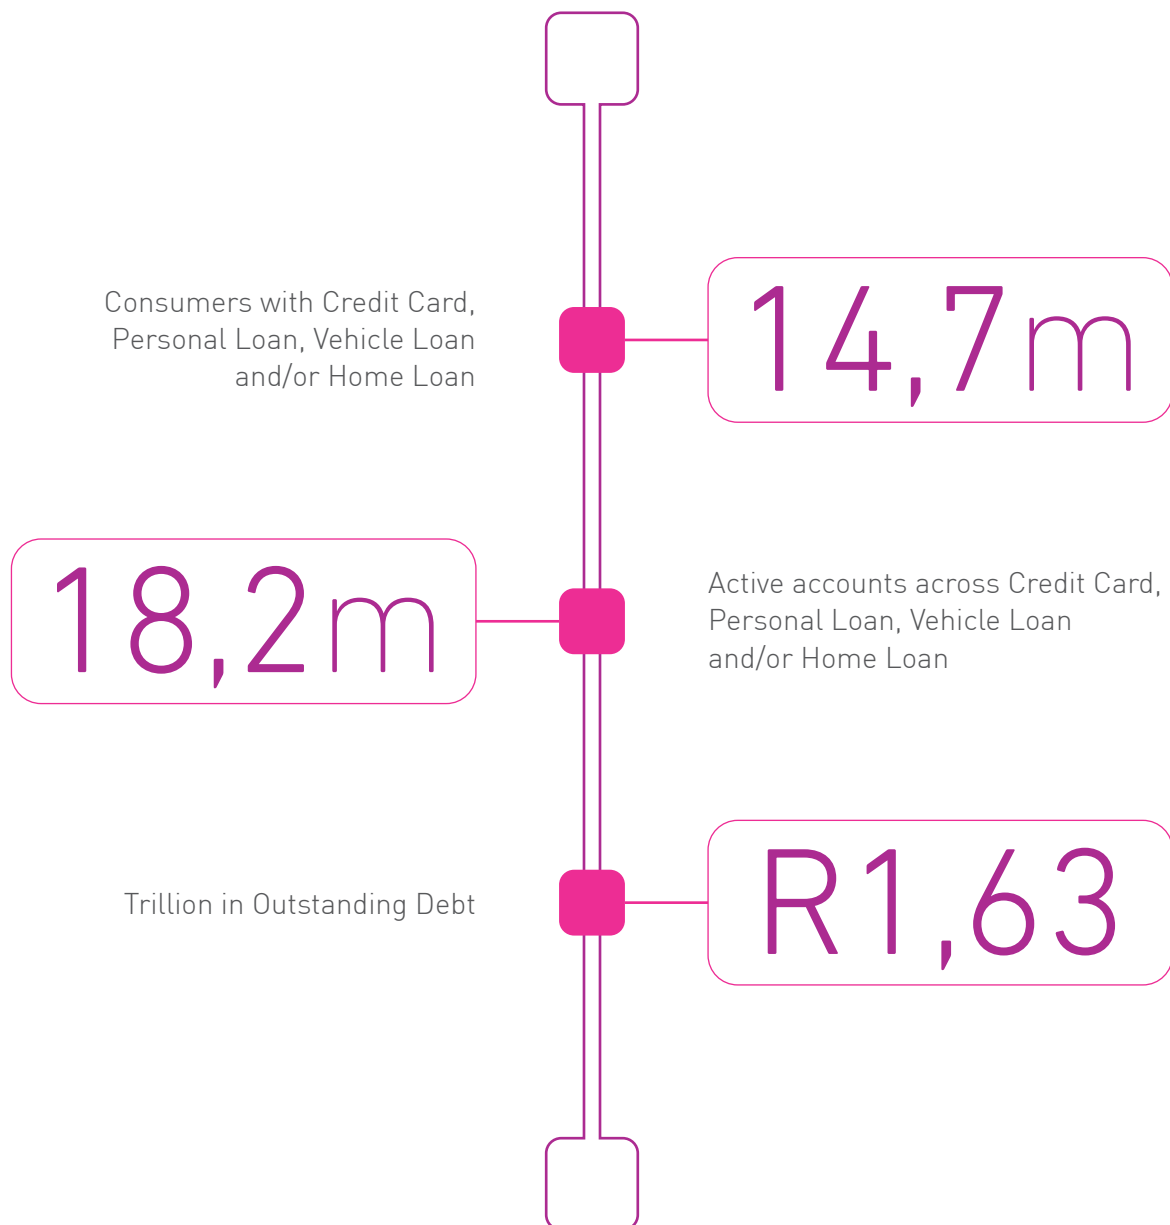 Consumers with Credit Card,
Personal Loan, Vehicle Loan
and/or Home Loan
14,7m
18,2m
Active accounts across Credit Card,
Personal Loan, Vehicle Loan
and/or Home Loan
Trillion in Outstanding Debt
R1,63